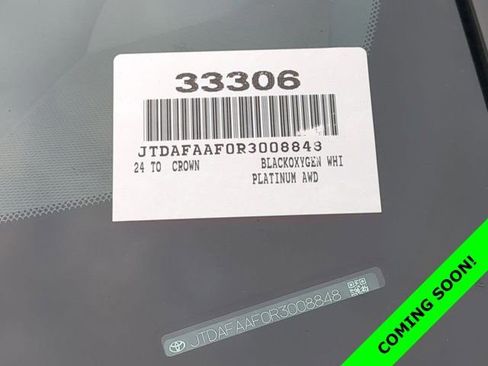 33306
JTDAFAAF0R3008848
24 TO CROWN BLACKOXYGEN WHI
PLATINUM AWD
JTDAFAAF0R3008848
COMING SOON!